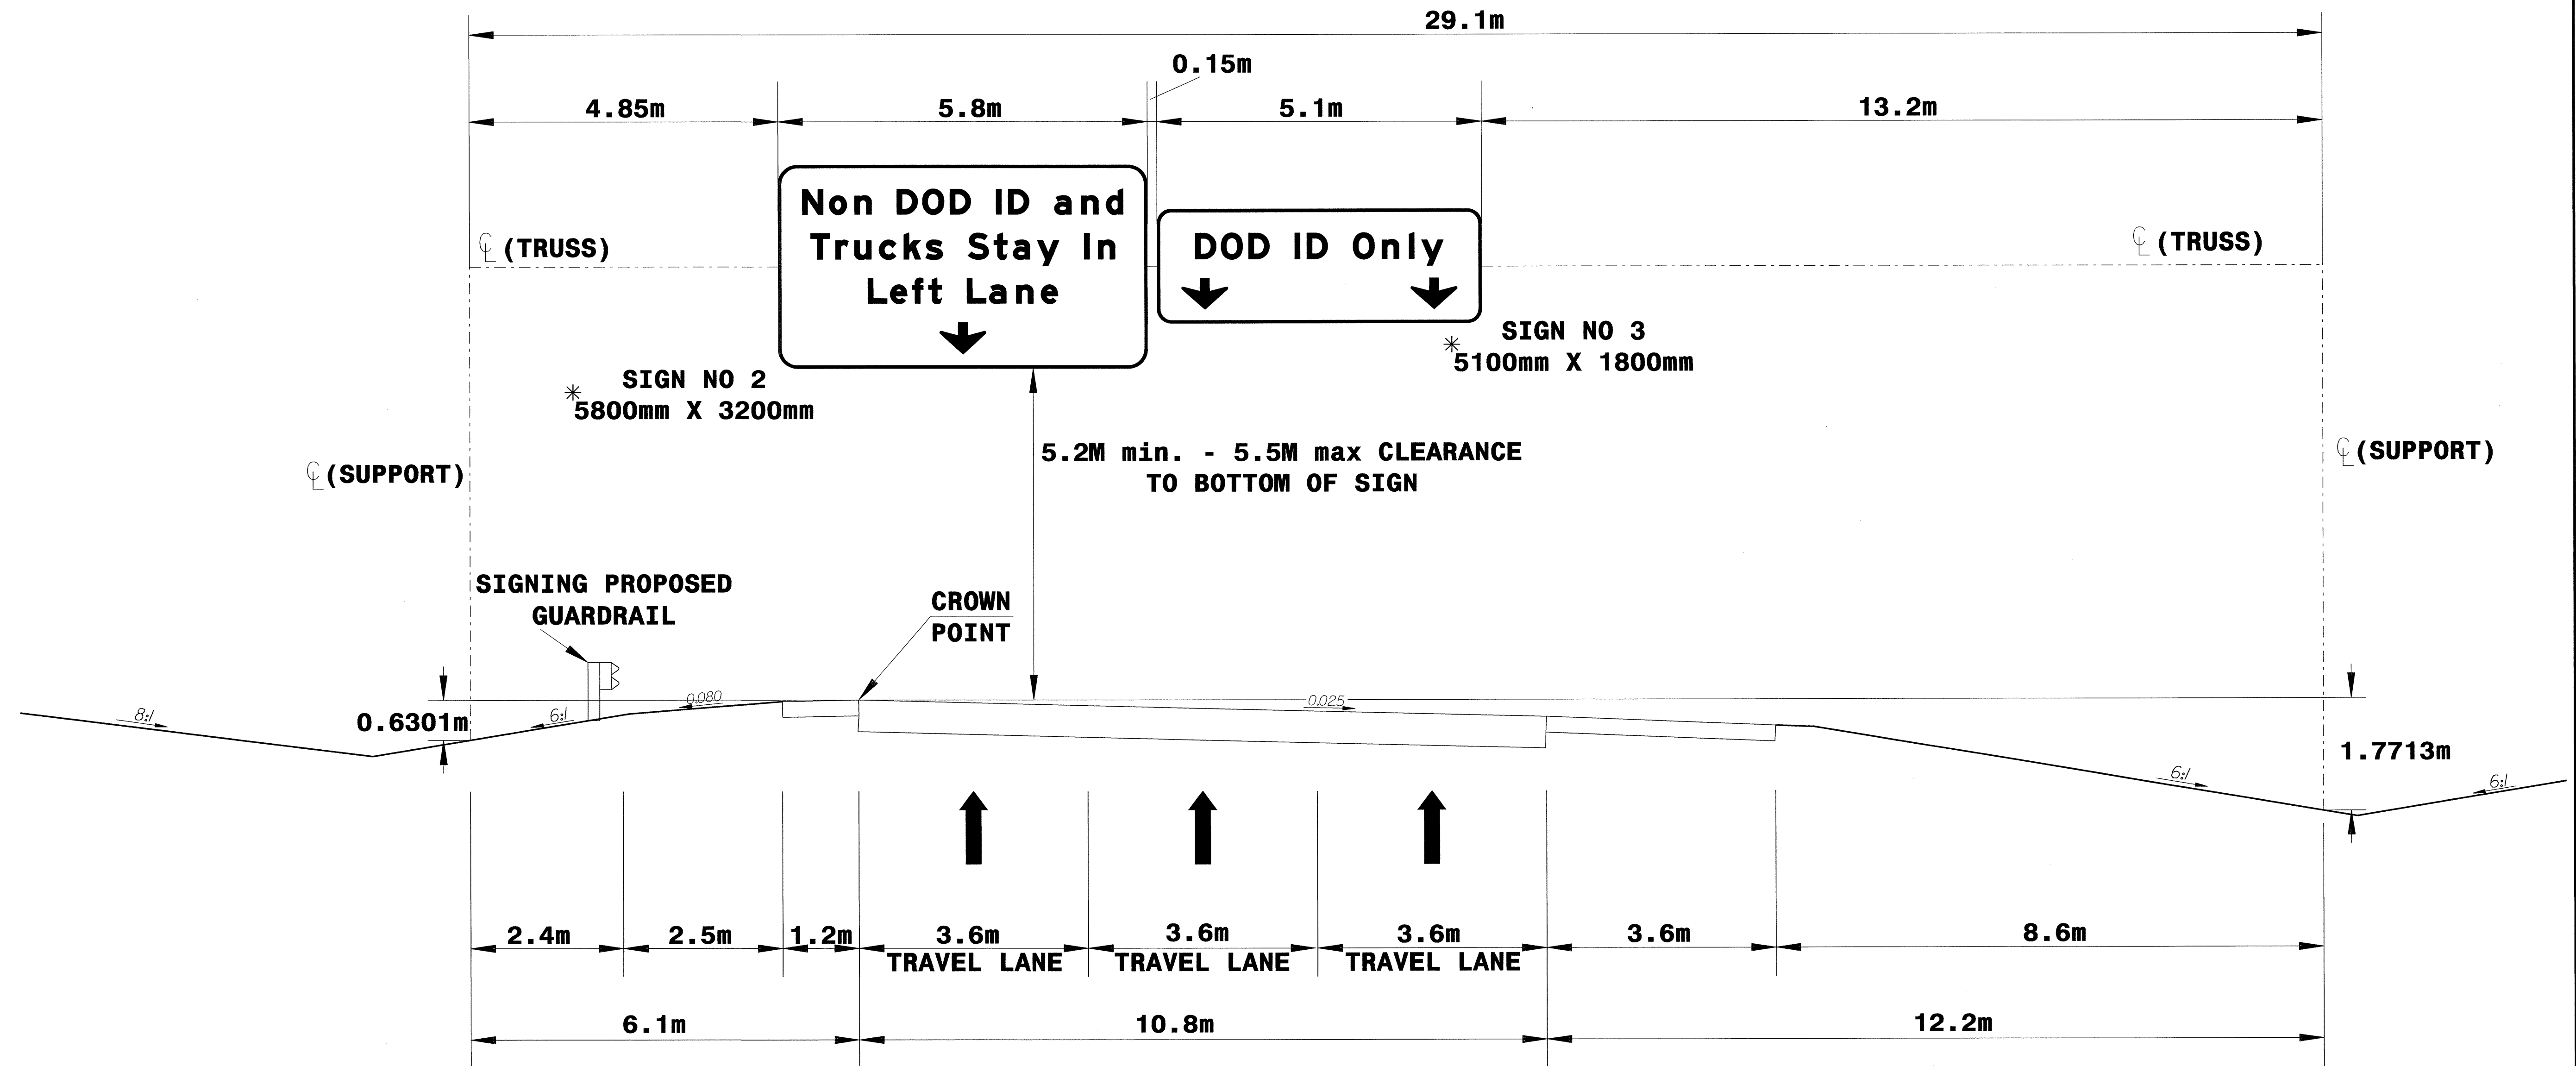 29.1m
0.15m
4.85m
5.8m
5.1m
13.2m
Non DOD ID and
Trucks Stay In
Left Lane
DOD ID Only
℄ (TRUSS)
℄ (TRUSS)
SIGN NO 3
*5100mm X 1800mm
SIGN NO 2
*5800mm X 3200mm
5.2M min. - 5.5M max CLEARANCE
TO BOTTOM OF SIGN
℄ (SUPPORT)
℄ (SUPPORT)
SIGNING PROPOSED
GUARDRAIL
CROWN
POINT
0.080
0.025
8:1
6:1
0.6301m
1.7713m
6:1
6:1
2.4m
2.5m
1.2m
3.6m
TRAVEL LANE
3.6m
TRAVEL LANE
3.6m
TRAVEL LANE
3.6m
8.6m
6.1m
10.8m
12.2m